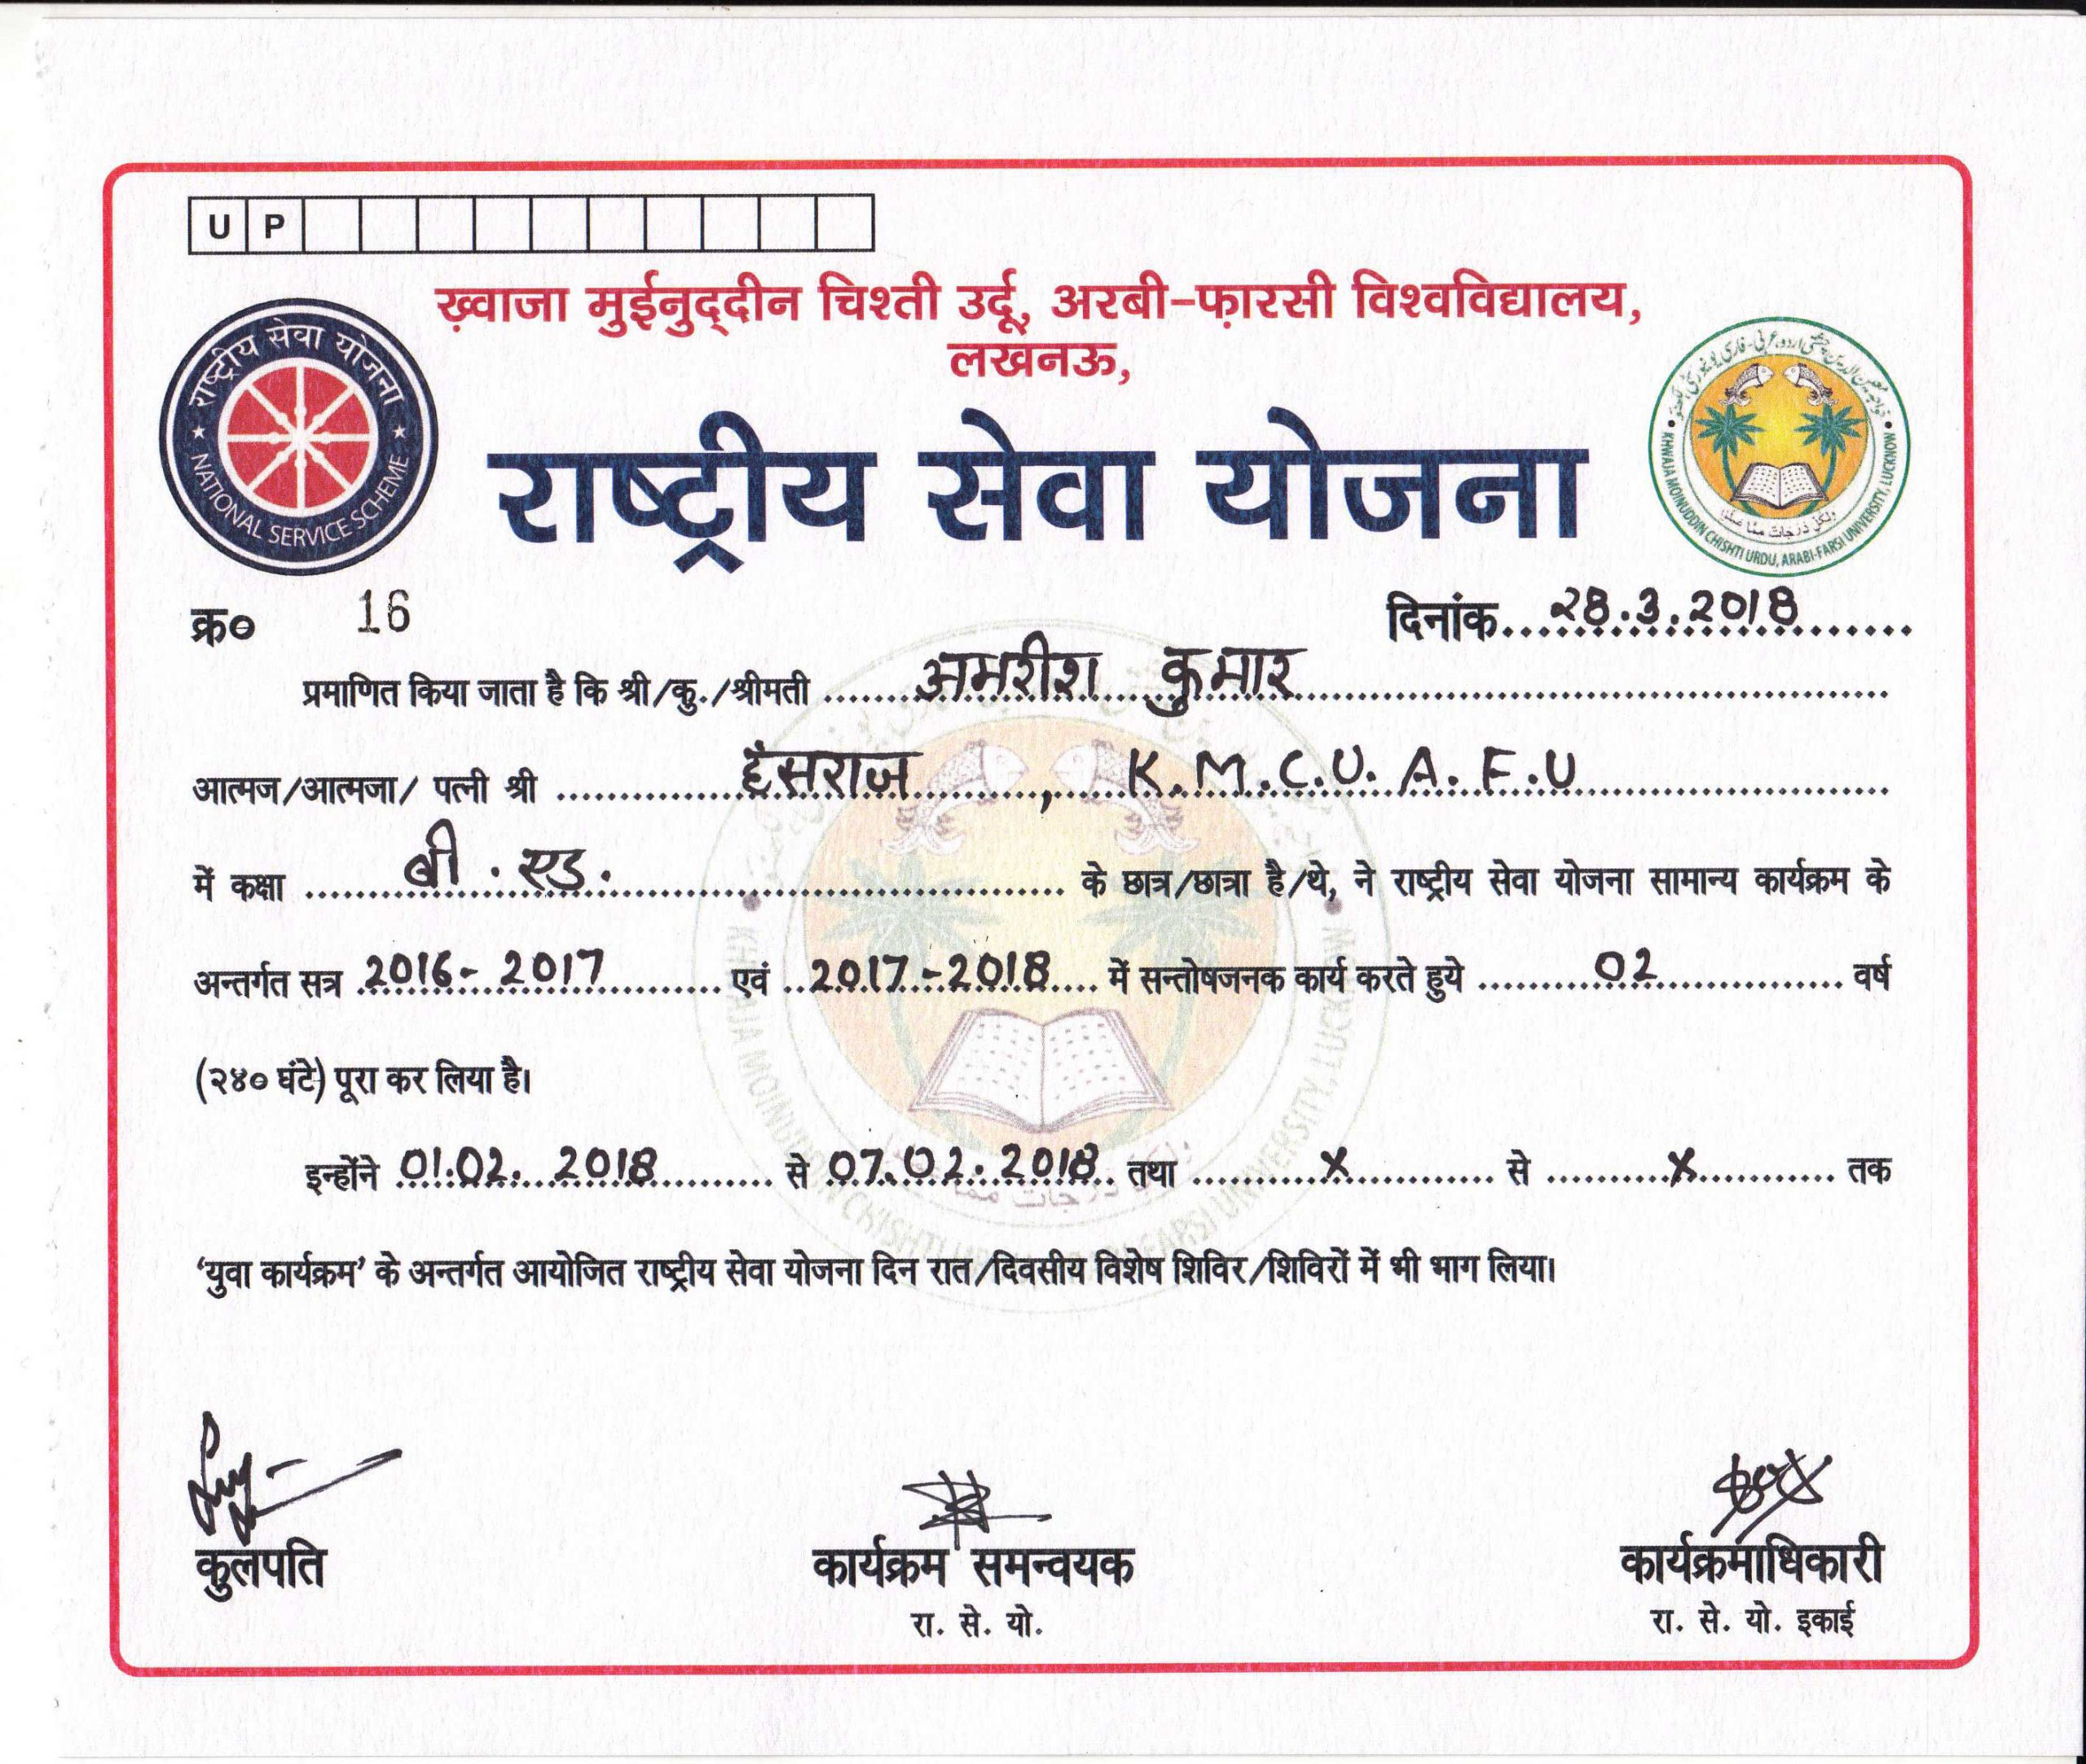 U P
ख़्वाजा मुईनुद्दीन चिश्ती उर्दू, अरबी-फ़ारसी विश्वविद्यालय,
लखनऊ,
राष्ट्रीय सेवा योजना
NATIONAL SERVICE SCHEME
राष्ट्रीय सेवा योजना
KHWAJA MOINUDDIN CHISHTI URDU, ARABI-FARSI UNIVERSITY, LUCKNOW
क्र० 16
दिनांक 28.3.2018
प्रमाणित किया जाता है कि श्री/कु./श्रीमती अमरीश कुमार
आत्मज/आत्मजा/ पत्नी श्री हंसराज , K.M.C.U.A.F.U
में कक्षा बी. एड. के छात्र/छात्रा है/थे, ने राष्ट्रीय सेवा योजना सामान्य कार्यक्रम के
अन्तर्गत सत्र 2016-2017 एवं 2017-2018 में सन्तोषजनक कार्य करते हुये 02 वर्ष
(२४० घंटे) पूरा कर लिया है।
इन्होंने 01.02.2018 से 07.02.2018 तथा x से x तक
'युवा कार्यक्रम' के अन्तर्गत आयोजित राष्ट्रीय सेवा योजना दिन रात/दिवसीय विशेष शिविर/शिविरों में भी भाग लिया।
कुलपति
कार्यक्रम समन्वयक
रा. से. यो.
कार्यक्रमाधिकारी
रा. से. यो. इकाई